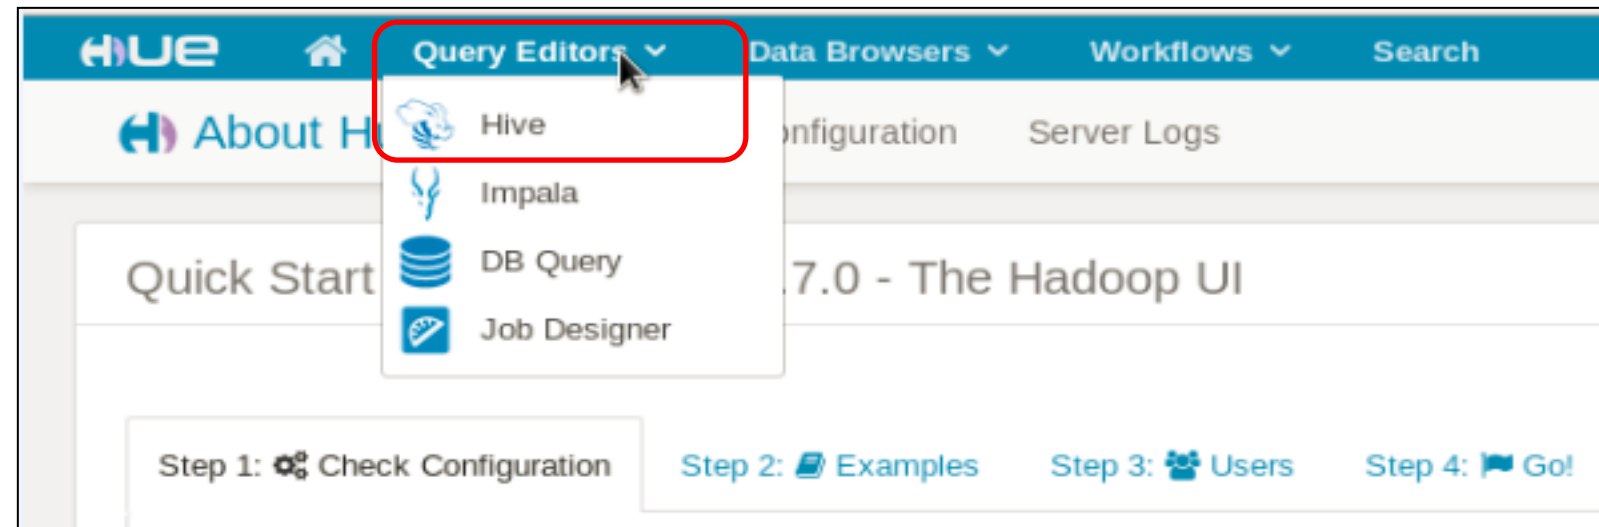 HUE Query Editors Data Browsers Workflows Search
About H onfiguration Server Logs
Hive
Impala
DB Query
Job Designer
Quick Start .7.0 - The Hadoop UI
Step 1: Check Configuration Step 2: Examples Step 3: Users Step 4: Go!